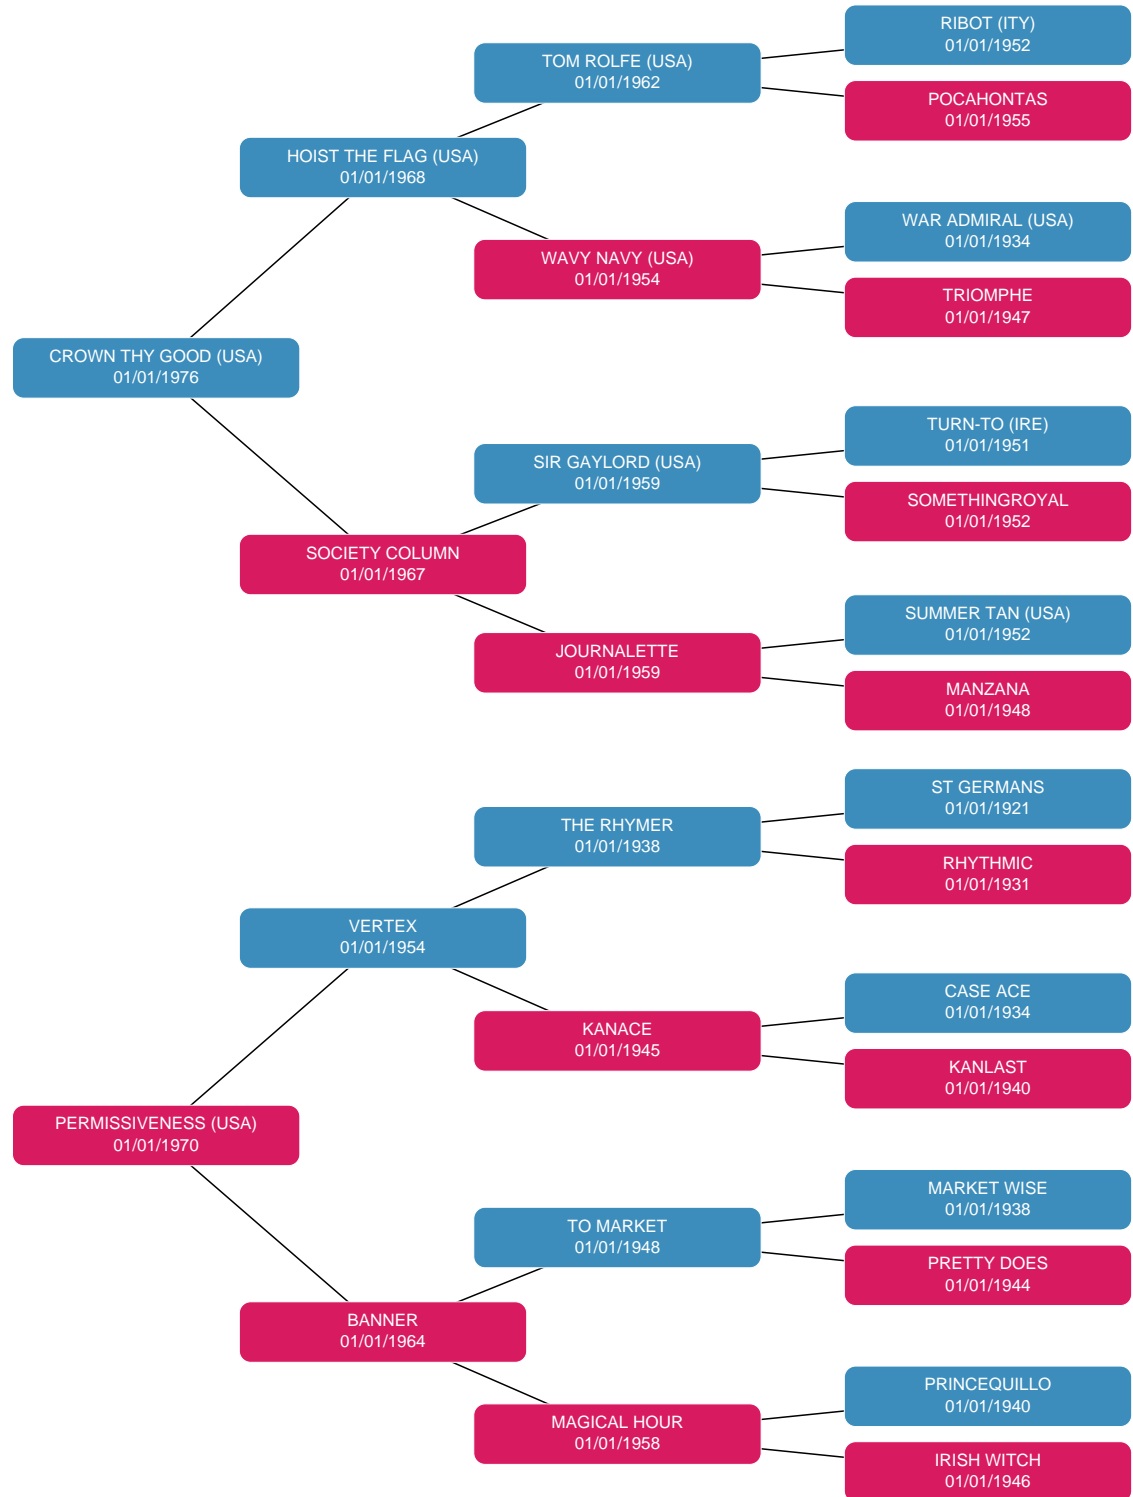 RIBOT (ITY)
01/01/1952
TOM ROLFE (USA)
01/01/1962
POCAHONTAS
01/01/1955
HOIST THE FLAG (USA)
01/01/1968
WAR ADMIRAL (USA)
01/01/1934
WAVY NAVY (USA)
01/01/1954
TRIOMPHE
01/01/1947
CROWN THY GOOD (USA)
01/01/1976
TURN-TO (IRE)
01/01/1951
SIR GAYLORD (USA)
01/01/1959
SOMETHINGROYAL
01/01/1952
SOCIETY COLUMN
01/01/1967
SUMMER TAN (USA)
01/01/1952
JOURNALETTE
01/01/1959
MANZANA
01/01/1948
ST GERMANS
01/01/1921
THE RHYMER
01/01/1938
RHYTHMIC
01/01/1931
VERTEX
01/01/1954
CASE ACE
01/01/1934
KANACE
01/01/1945
KANLAST
01/01/1940
PERMISSIVENESS (USA)
01/01/1970
MARKET WISE
01/01/1938
TO MARKET
01/01/1948
PRETTY DOES
01/01/1944
BANNER
01/01/1964
PRINCEQUILLO
01/01/1940
MAGICAL HOUR
01/01/1958
IRISH WITCH
01/01/1946